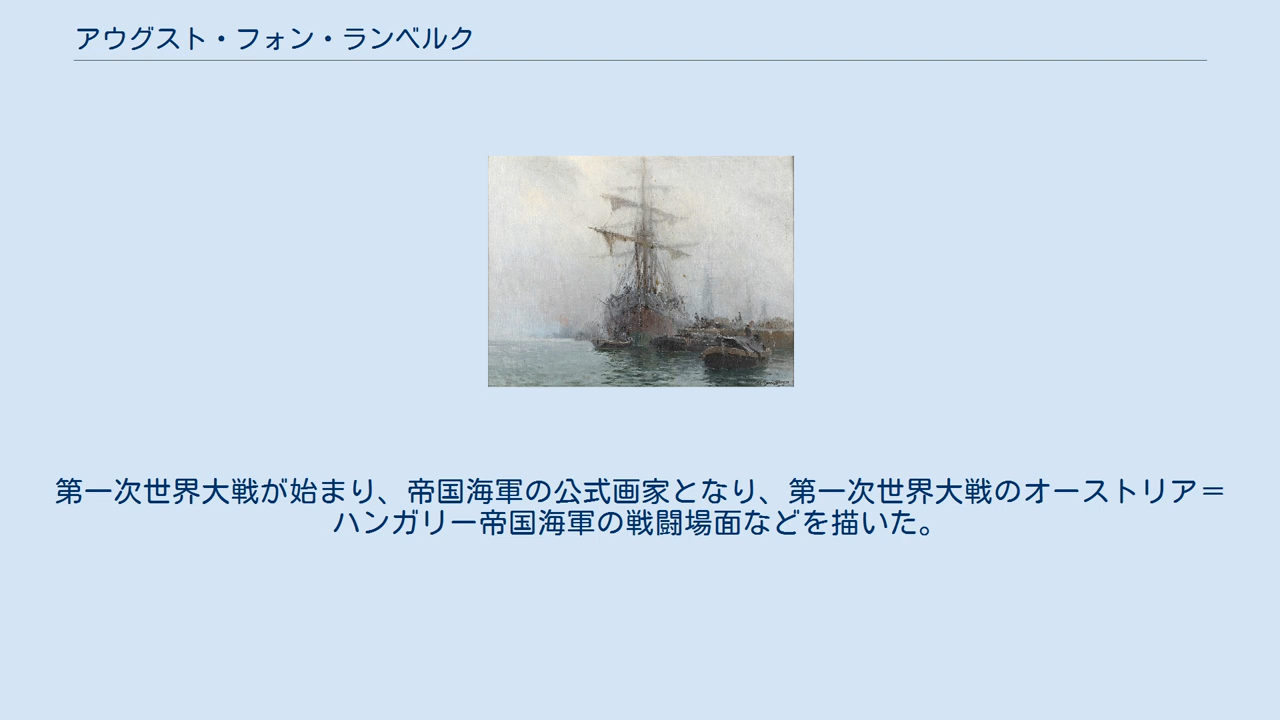 アウグスト・フォン・ランベルク
第一次世界大戦が始まり、帝国海軍の公式画家となり、第一次世界大戦のオーストリア＝
ハンガリー帝国海軍の戦闘場面などを描いた。